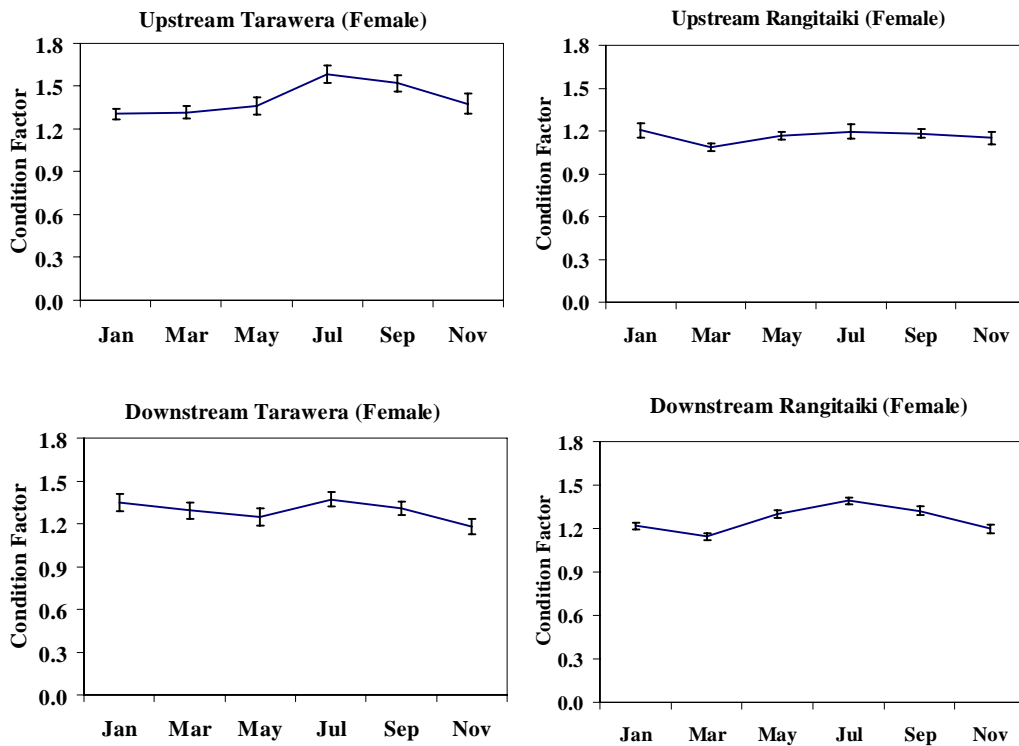 Upstream Tarawera (Female)
Condition Factor
1.8
1.5
1.2
0.9
0.6
0.3
0.0
Jan Mar May Jul Sep Nov
Upstream Rangitaiki (Female)
Condition Factor
1.8
1.5
1.2
0.9
0.6
0.3
0.0
Jan Mar May Jul Sep Nov
Downstream Tarawera (Female)
Condition Factor
1.8
1.5
1.2
0.9
0.6
0.3
0.0
Jan Mar May Jul Sep Nov
Downstream Rangitaiki (Female)
Condition Factor
1.8
1.5
1.2
0.9
0.6
0.3
0.0
Jan Mar May Jul Sep Nov